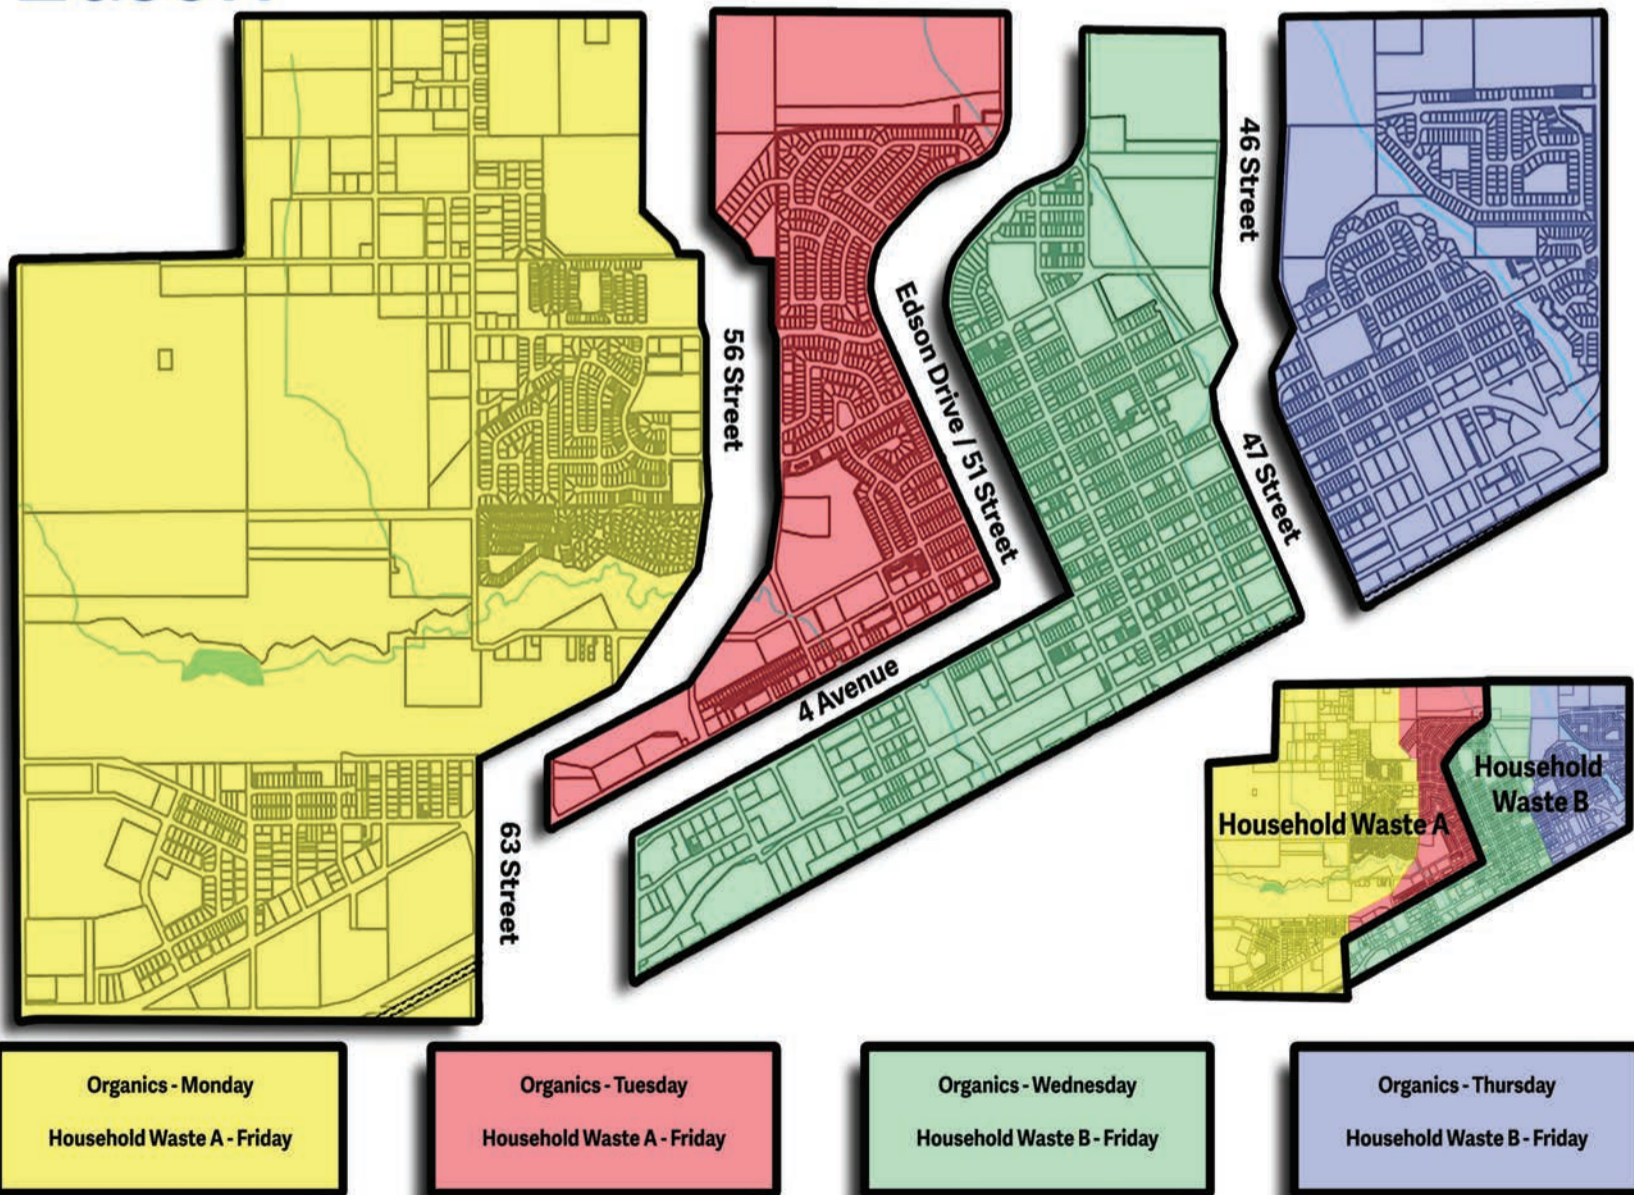 46 Street
56 Street
Edson Drive / 51 Street
47 Street
4 Avenue
63 Street
Household
Waste B
Household Waste A
Organics - Monday
Household Waste A - Friday
Organics - Tuesday
Household Waste A - Friday
Organics - Wednesday
Household Waste B - Friday
Organics - Thursday
Household Waste B - Friday